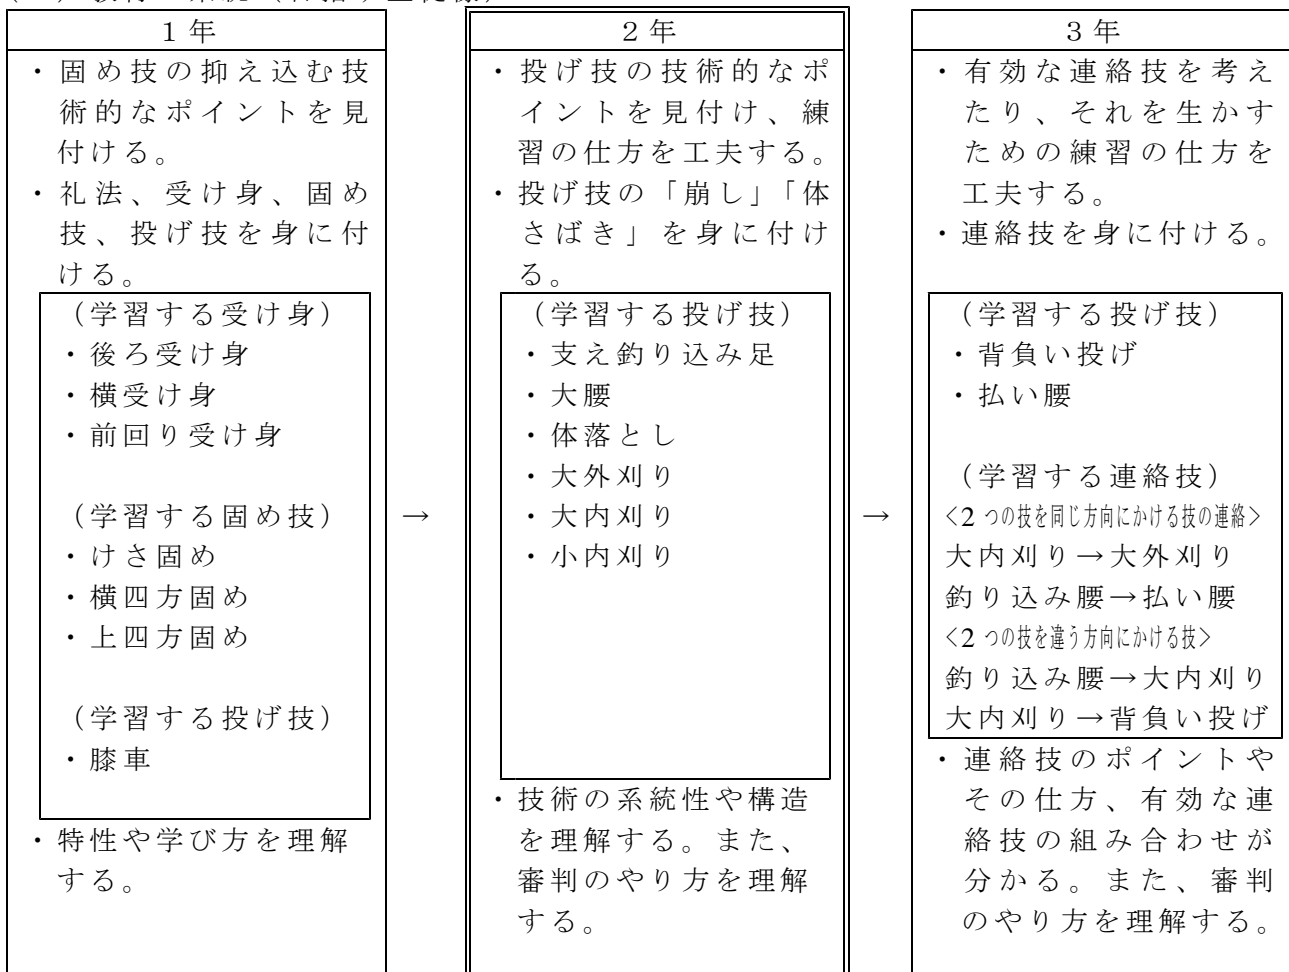 1年
・固め技の抑え込む技
術的なポイントを見
付ける。
・礼法、受け身、固め
技、投げ技を身に付
ける。
(学習する受け身)
・後ろ受け身
・横受け身
・前回り受け身
(学習する固め技)
・けさ固め
・横四方固め
・上四方固め
(学習する投げ技)
・膝車
・特性や学び方を理解
する。
→
2年
・投げ技の技術的なポ
イントを見付け、練
習の仕方を工夫する。
・投げ技の「崩し」「体
さばき」を身に付け
る。
(学習する投げ技)
・支え釣り込み足
・大腰
・体落とし
・大外刈り
・大内刈り
・小内刈り
・技術の系統性や構造
を理解する。また、
審判のやり方を理解
する。
→
3年
・有効な連絡技を考え
たり、それを生かす
ための練習の仕方を
工夫する。
・連絡技を身に付ける。
(学習する投げ技)
・背負い投げ
・払い腰
(学習する連絡技)
<2つの技を同じ方向にかける技の連絡>
大内刈り→大外刈り
釣り込み腰→払い腰
<2つの技を違う方向にかける技>
釣り込み腰→大内刈り
大内刈り→背負い投げ
・連絡技のポイントや
その仕方、有効な連
絡技の組み合わせが
分かる。また、審判
のやり方を理解する。